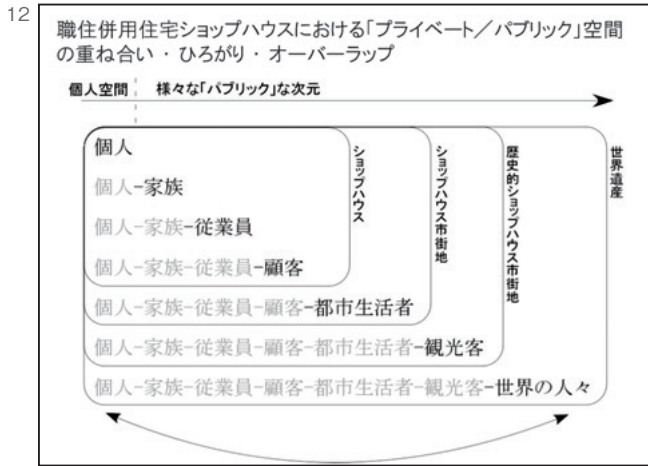 12
職住併用住宅ショップハウスにおける「プライベート／パブリック」空間
の重ね合い・ひろがり・オーバーラップ
個人空間
様々な「パブリック」な次元
個人
個人-家族
個人-家族-従業員
個人-家族-従業員-顧客
個人-家族-従業員-顧客-都市生活者
個人-家族-従業員-顧客-都市生活者-観光客
個人-家族-従業員-顧客-都市生活者-観光客-世界の人々
ショップハウス
ショップハウス市街地
歴史的ショップハウス市街地
世界遺産